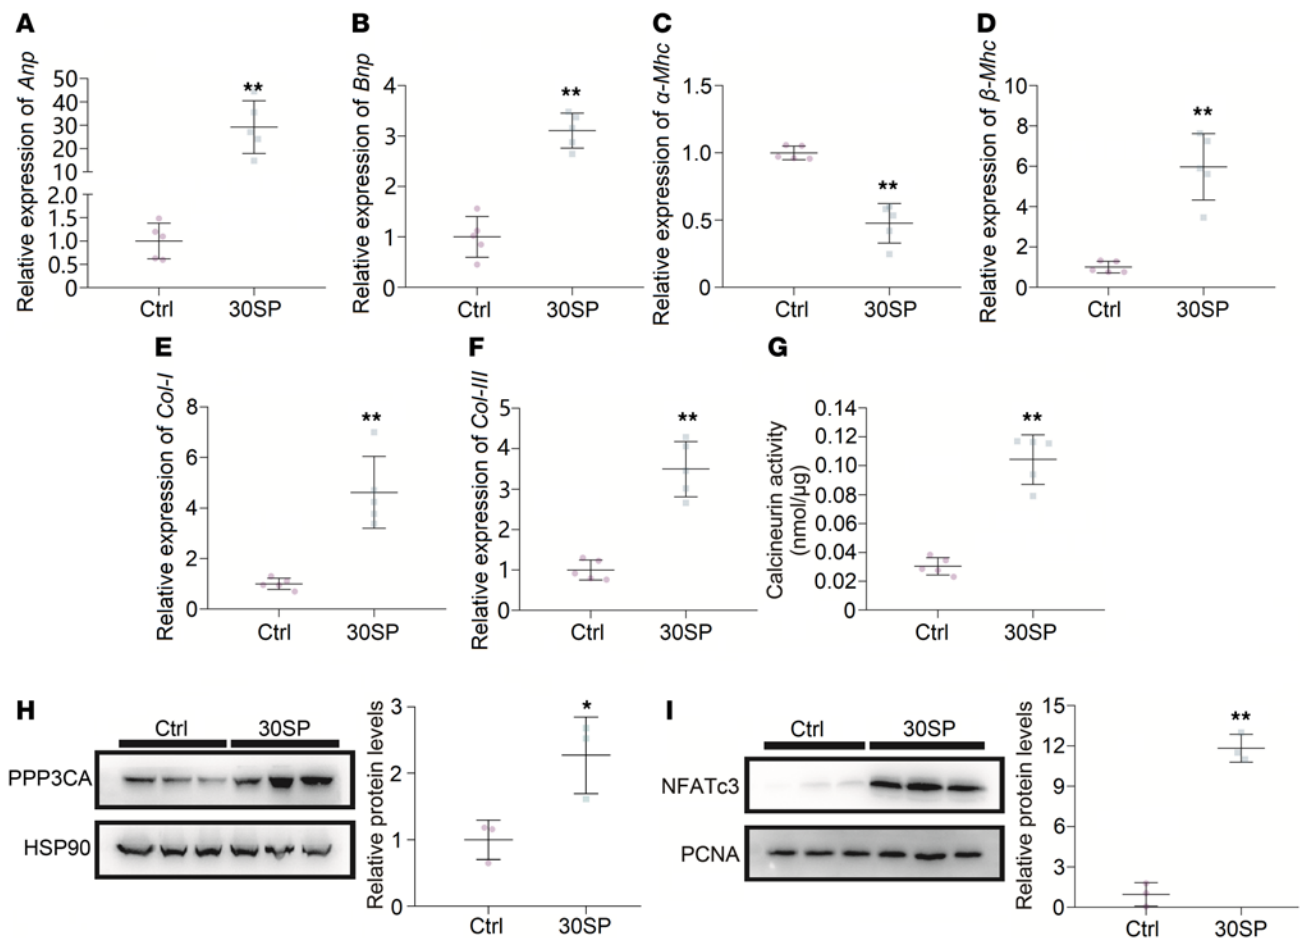 A
Relative expression of Anp
50
40
30
20
10
2.0
1.5
1.0
0.5
0
**
Ctrl
30SP
B
Relative expression of Bnp
4
3
2
1
0
**
Ctrl
30SP
C
Relative expression of α-Mhc
1.5
1.0
0.5
0
**
Ctrl
30SP
D
Relative expression of β-Mhc
10
8
6
4
2
0
**
Ctrl
30SP
E
Relative expression of Col-I
8
6
4
2
0
**
Ctrl
30SP
F
Relative expression of Col-III
5
4
3
2
1
0
**
Ctrl
30SP
G
Calcineurin activity
(nmol/μg)
0.14
0.12
0.10
0.08
0.06
0.04
0.02
0
**
Ctrl
30SP
H
Ctrl
30SP
PPP3CA
HSP90
Relative protein levels
3
2
1
0
*
Ctrl
30SP
I
Ctrl
30SP
NFATc3
PCNA
Relative protein levels
15
12
9
6
3
0
**
Ctrl
30SP